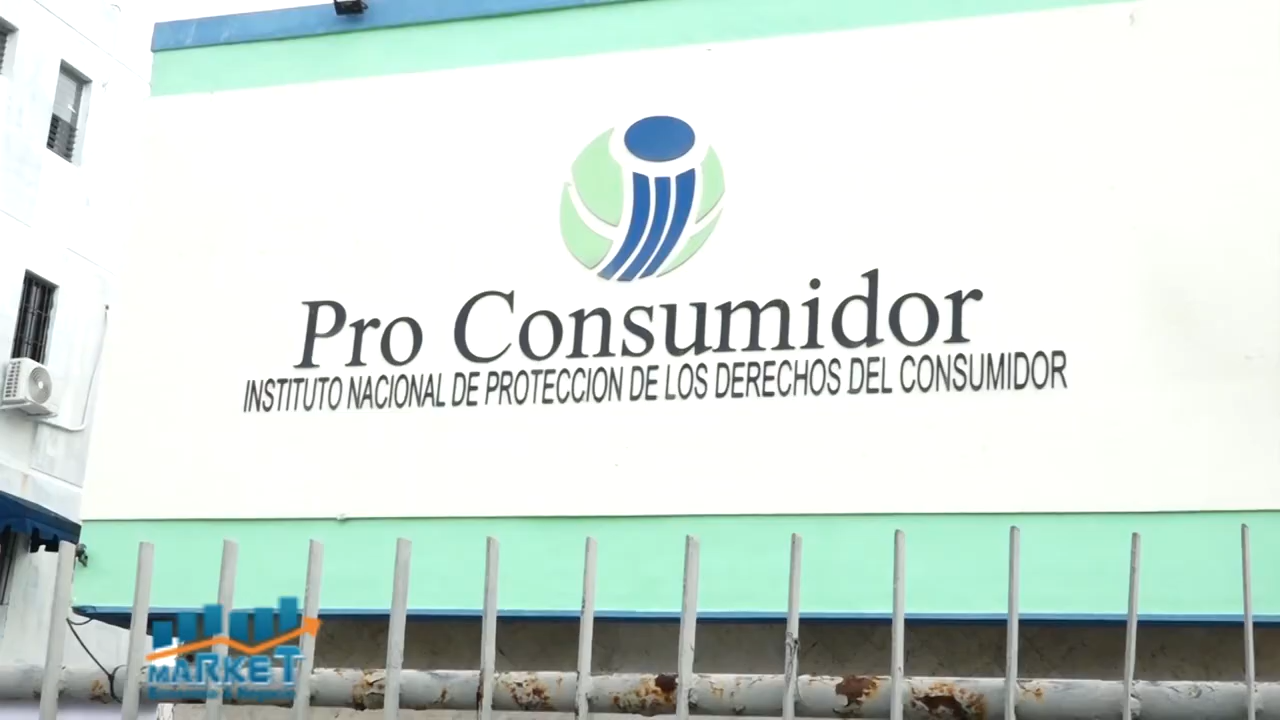 Pro Consumidor
INSTITUTO NACIONAL DE PROTECCION DE LOS DERECHOS DEL CONSUMIDOR
MARKET